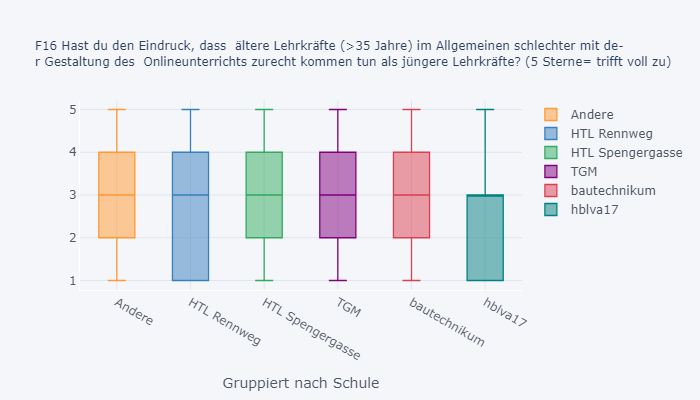 F16 Hast du den Eindruck, dass  ältere Lehrkräfte (>35 Jahre) im Allgemeinen schlechter mit de-
r Gestaltung des  Onlineunterrichts zurecht kommen tun als jüngere Lehrkräfte? (5 Sterne= trifft voll zu)
5
4
3
2
1
Andere
HTL Rennweg
HTL Spengergasse
TGM
bautechnikum
hblva17
Gruppiert nach Schule
Andere
HTL Rennweg
HTL Spengergasse
TGM
bautechnikum
hblva17